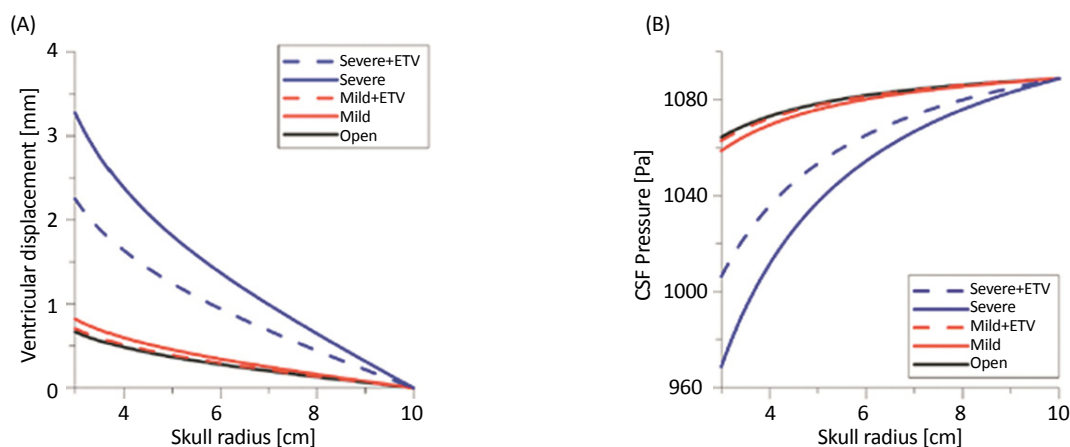 (A)
Ventricular displacement [mm]
4
3
2
1
0
Severe+ETV
Severe
Mild+ETV
Mild
Open
4
6
8
10
Skull radius [cm]
(B)
CSF Pressure [Pa]
1080
1040
1000
960
Severe+ETV
Severe
Mild+ETV
Mild
Open
4
6
8
10
Skull radius [cm]